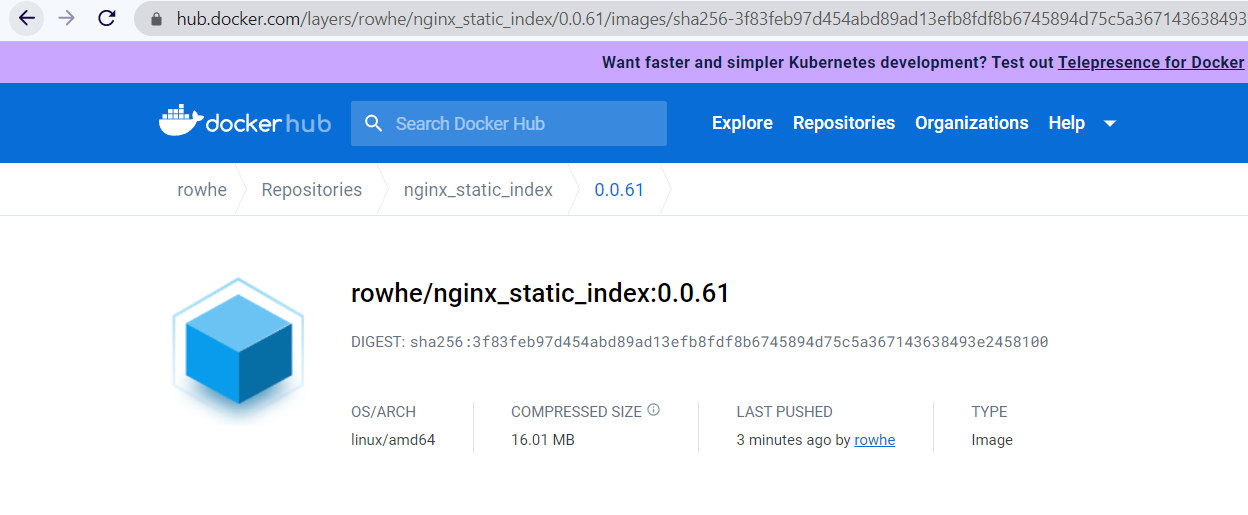 hub.docker.com/layers/rowhe/nginx_static_index/0.0.61/images/sha256-3f83feb97d454abd89ad13efb8fdf8b6745894d75c5a367143638493
Want faster and simpler Kubernetes development? Test out Telepresence for Docker
docker hub Search Docker Hub Explore Repositories Organizations Help
rowhe Repositories nginx_static_index 0.0.61
rowhe/nginx_static_index:0.0.61
DIGEST: sha256:3f83feb97d454abd89ad13efb8fdf8b6745894d75c5a367143638493e2458100
OS/ARCH COMPRESSED SIZE LAST PUSHED TYPE
linux/amd64 16.01 MB 3 minutes ago by rowhe Image